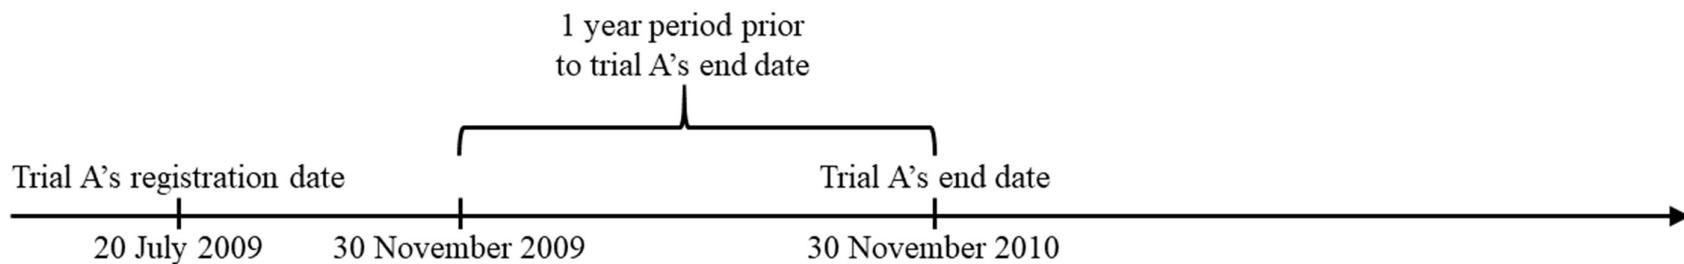 1 year period prior
to trial A’s end date
Trial A’s registration date
Trial A’s end date
20 July 2009
30 November 2009
30 November 2010